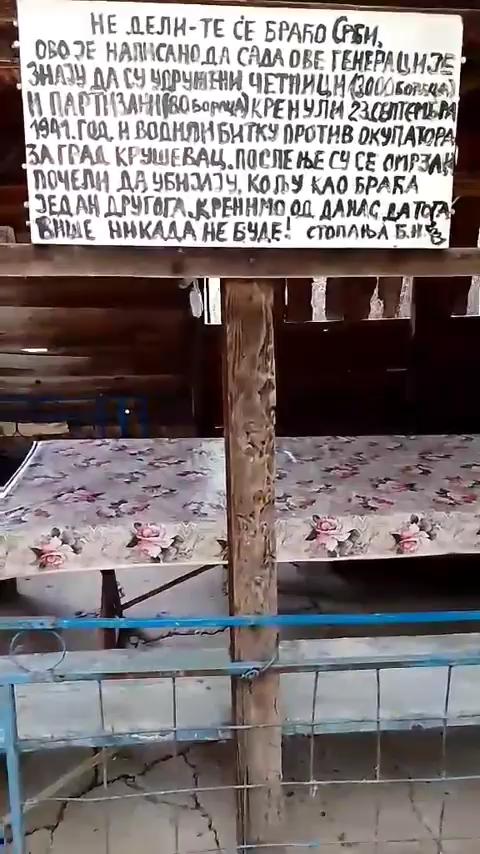 НЕ ДЕЛИ-ТЕ СЕ БРАЋО СРБИ,
ОВО ЈЕ НАПИСАНО ДА САДА ОВЕ ГЕНЕРАЦИЈЕ
ЗНАЈУ ДА СУ УДРУЖЕНИ ЧЕТНИЦИ (3000 БОРАЦА)
И ПАРТИЗАНИ (80 БОРАЦА) КРЕНУЛИ 23 СЕПТЕМБРА
1941. ГОД. И ВОДИЛИ БИТКУ ПРОТИВ ОКУПАТОРА
ЗА ГРАД КРУШЕВАЦ. ПОСЛЕ ЊЕ СУ СЕ
ПОЧЕЛИ ДА УБИЈАЈУ, КОЉУ КАО БРАЋА
ЈЕДАН ДРУГОГА. КРЕНИМО ОД ДАНАС, ДА ТОГА
ВИШЕ НИКАДА НЕ БУДЕ! СТОПАЊА